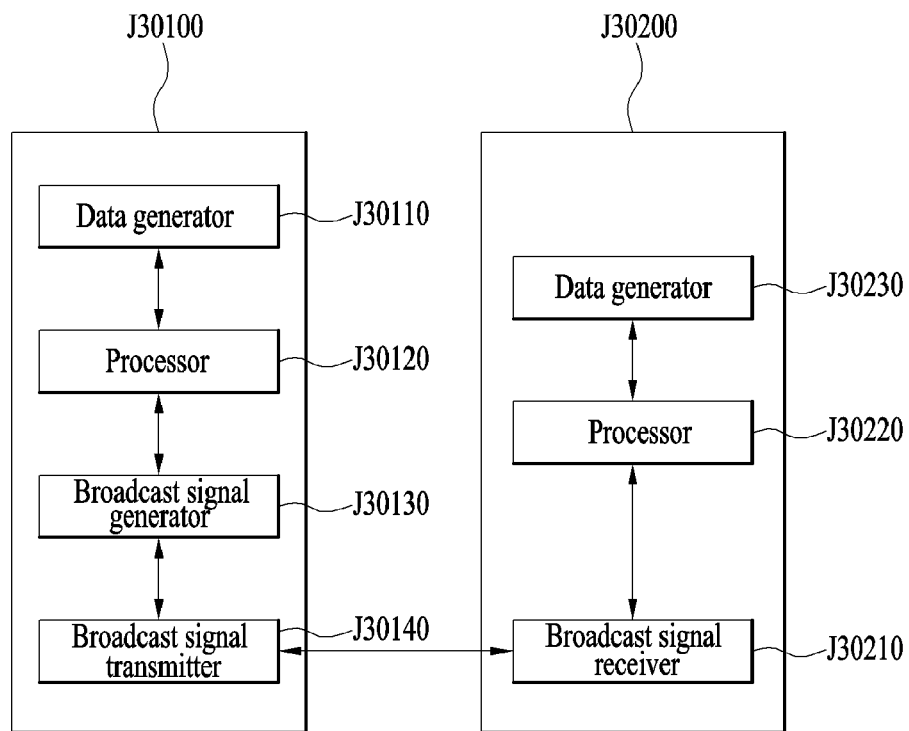 J30100
J30200
Data generator
J30110
Data generator
J30230
Processor
J30120
Processor
J30220
Broadcast signal
generator
J30130
Broadcast signal
transmitter
J30140
Broadcast signal
receiver
J30210